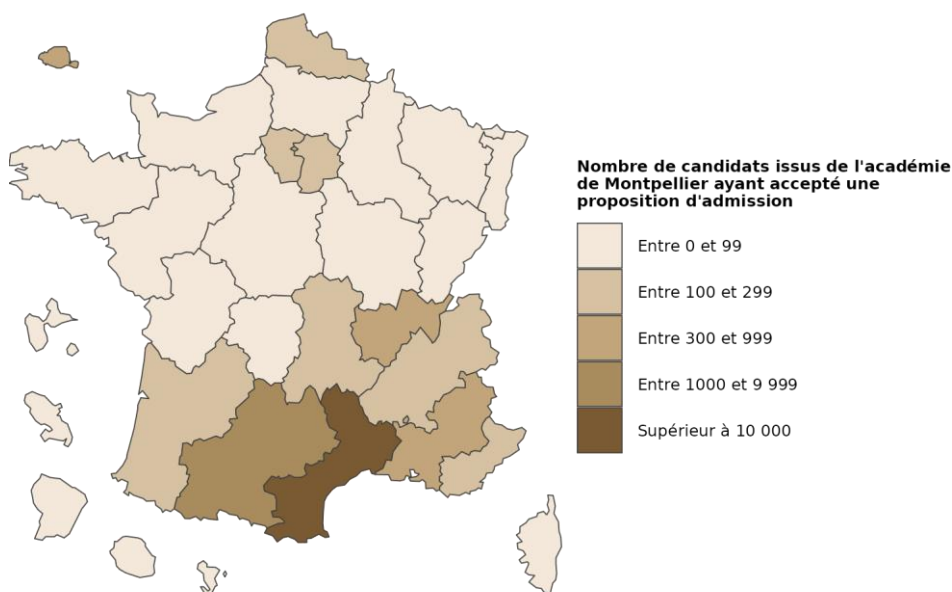 Nombre de candidats issus de l'académie
de Montpellier ayant accepté une
proposition d'admission
Entre 0 et 99
Entre 100 et 299
Entre 300 et 999
Entre 1000 et 9 999
Supérieur à 10 000